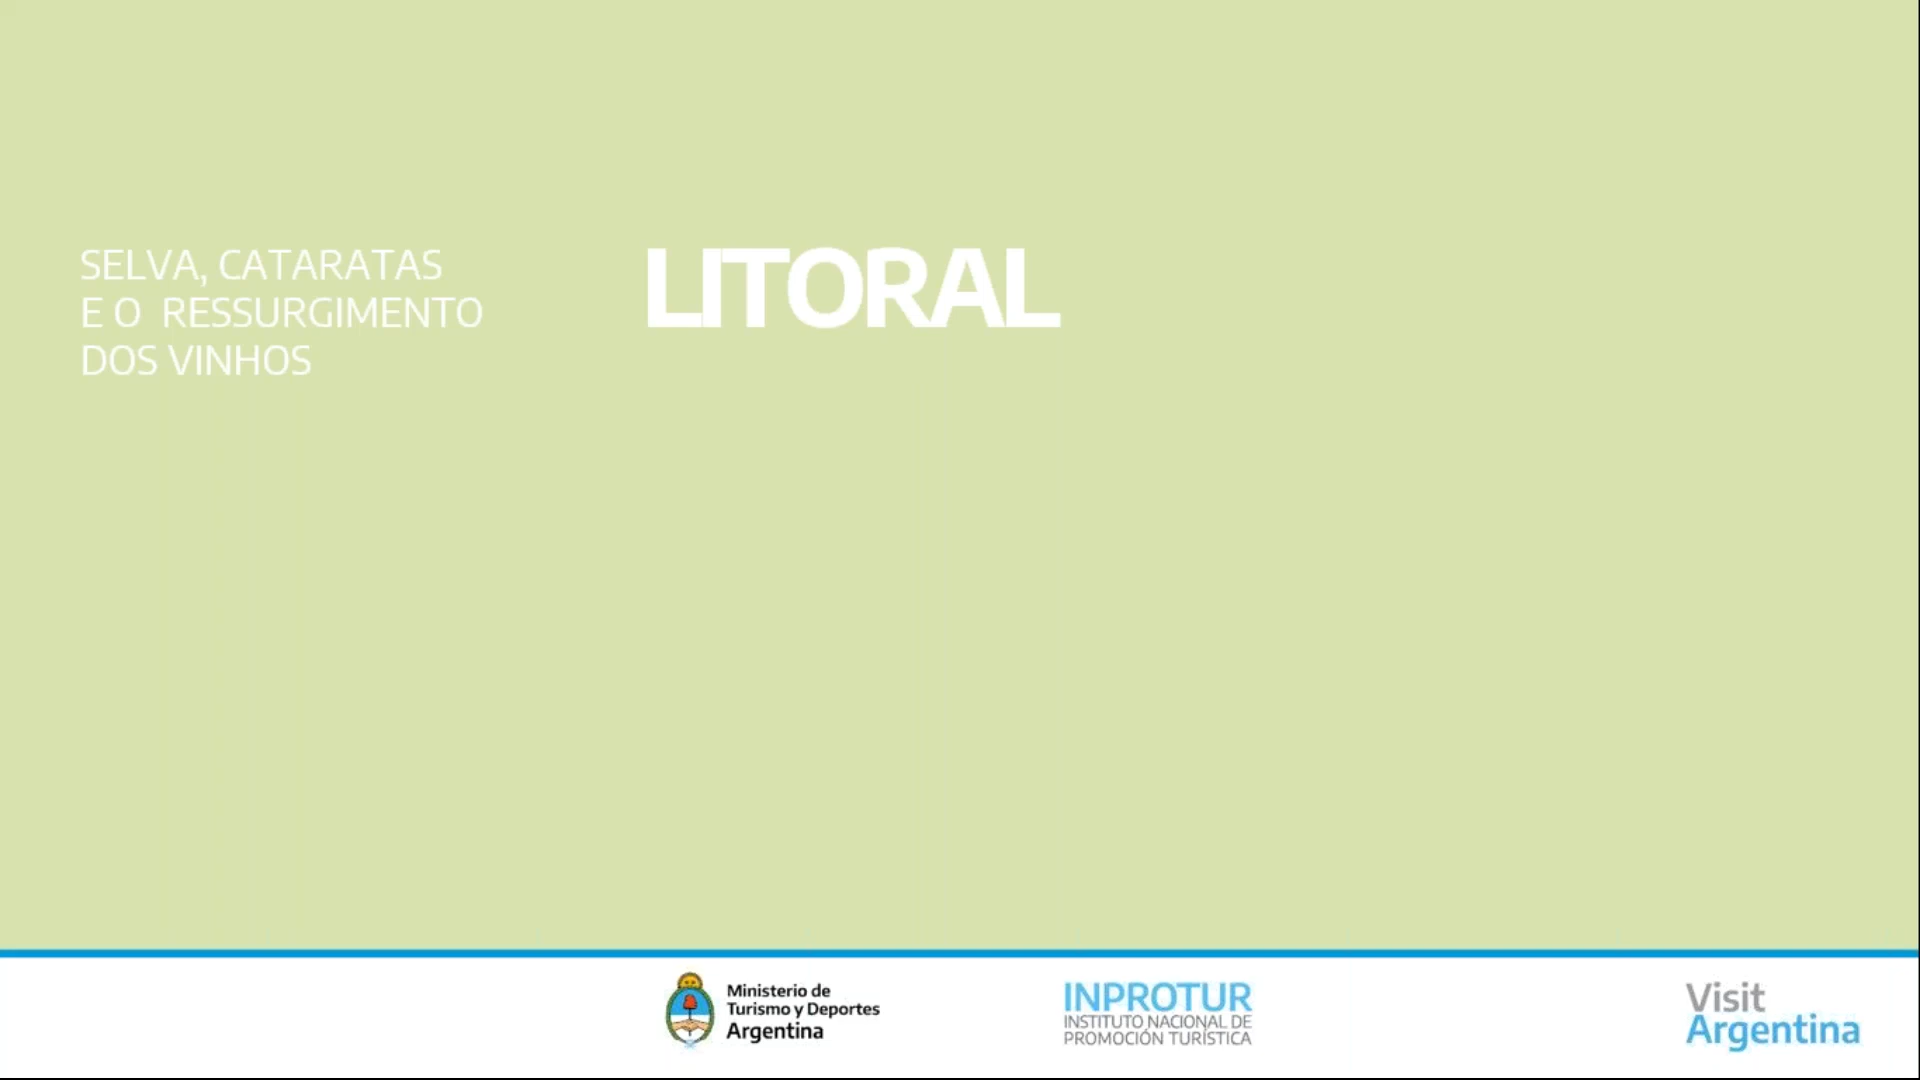 SELVA, CATARATAS
E O  RESSURGIMENTO
DOS VINHOS
LITORAL
Ministerio de
Turismo y Deportes
Argentina
INPROTUR
INSTITUTO NACIONAL DE
PROMOCIÓN TURÍSTICA
Visit
Argentina